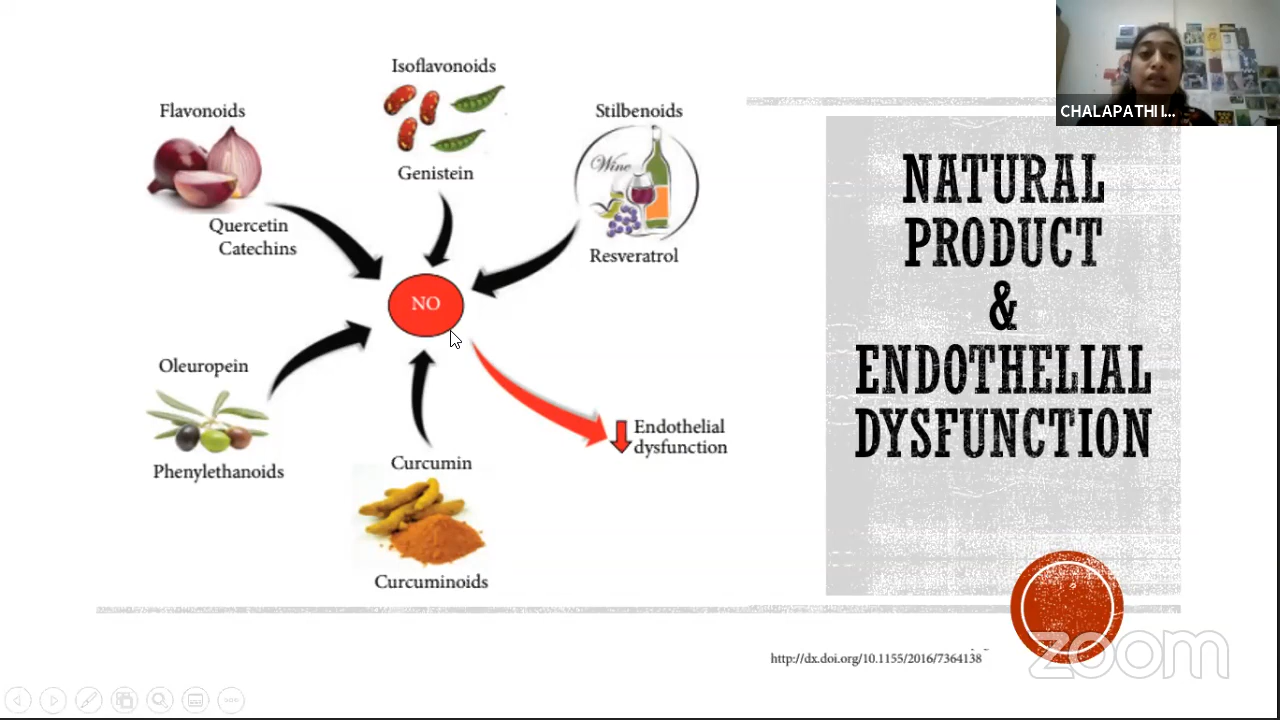 Isoflavonoids
Flavonoids
Stilbenoids
Wine
Genistein
Quercetin
Catechins
Resveratrol
NO
Oleuropein
Phenylethanoids
Endothelial
dysfunction
Curcumin
Curcuminoids
CHALAPATHI I...
NATURAL
PRODUCT
&
ENDOTHELIAL
DYSFUNCTION
http://dx.doi.org/10.1155/2016/7364138
zoom